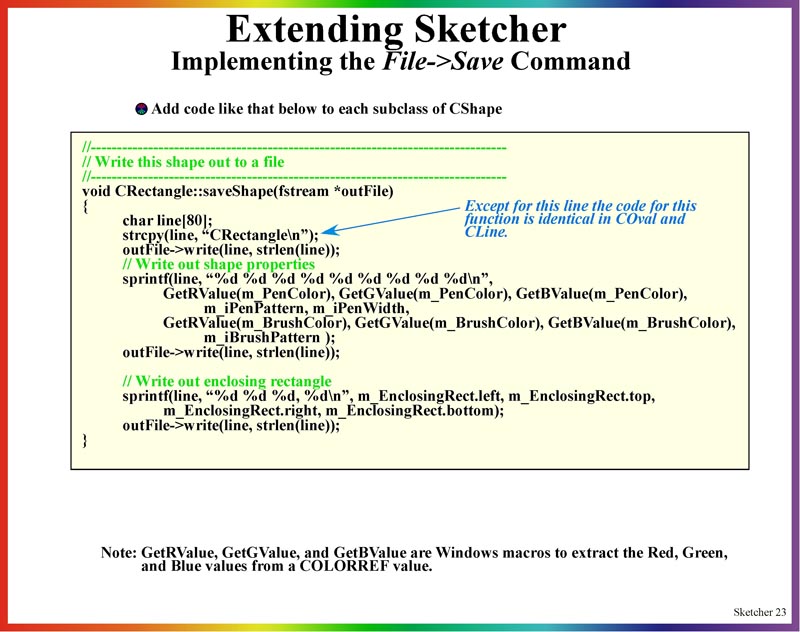 Extending Sketcher
Implementing the File->Save Command
Add code like that below to each subclass of CShape
//--------------------------------------------------------------------------------
// Write this shape out to a file
//--------------------------------------------------------------------------------
void CRectangle::saveShape(fstream *outFile)
{
char line[80];
strcpy(line, “CRectangle\n”);
outFile->write(line, strlen(line));
Except for this line the code for this
function is identical in COval and
CLine.
// Write out shape properties
sprintf(line, “%d %d %d %d %d %d %d %d %d\n”,
GetRValue(m_PenColor), GetGValue(m_PenColor), GetBValue(m_PenColor),
m_iPenPattern, m_iPenWidth,
GetRValue(m_BrushColor), GetGValue(m_BrushColor), GetBValue(m_BrushColor),
m_iBrushPattern );
outFile->write(line, strlen(line));
// Write out enclosing rectangle
sprintf(line, “%d %d %d, %d\n”, m_EnclosingRect.left, m_EnclosingRect.top,
m_EnclosingRect.right, m_EnclosingRect.bottom);
outFile->write(line, strlen(line));
}
Note: GetRValue, GetGValue, and GetBValue are Windows macros to extract the Red, Green,
and Blue values from a COLORREF value.
Sketcher 23